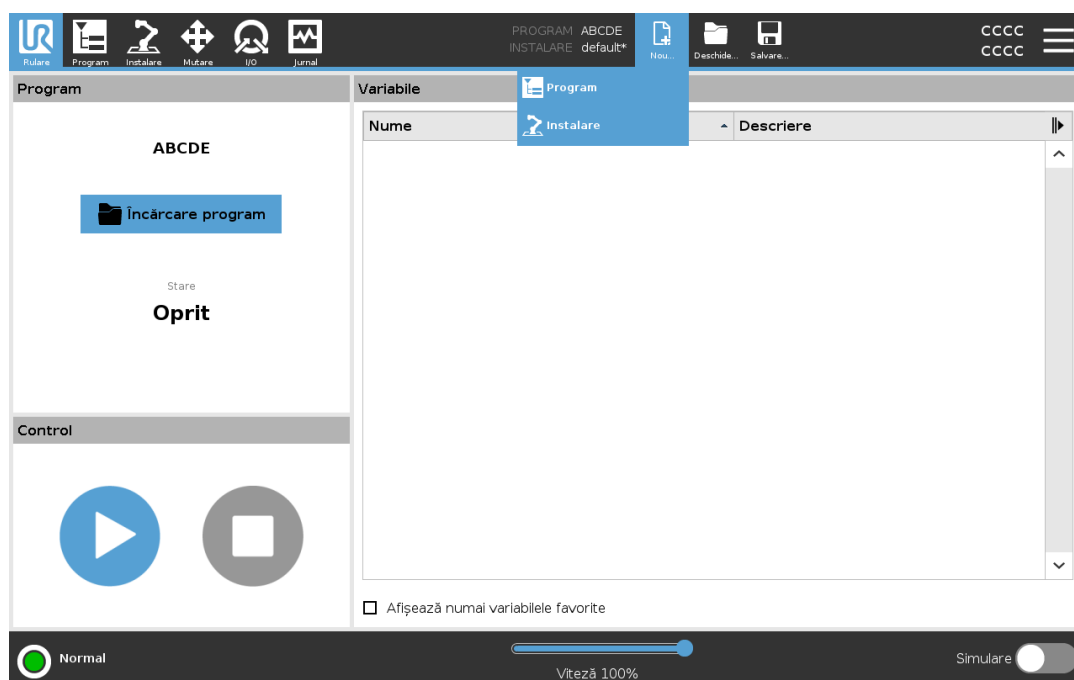 PROGRAM ABCDE
INSTALARE default*
CCCC
CCCC
Rulare Program Instalare Mutare I/O Jurnal Nou... Deschide... Salvare...
Program
Variabile
Program
Instalare
Nume Descriere
ABCDE
Încărcare program
Stare
Oprit
Control
Afișează numai variabilele favorite
Normal
Viteză 100%
Simulare